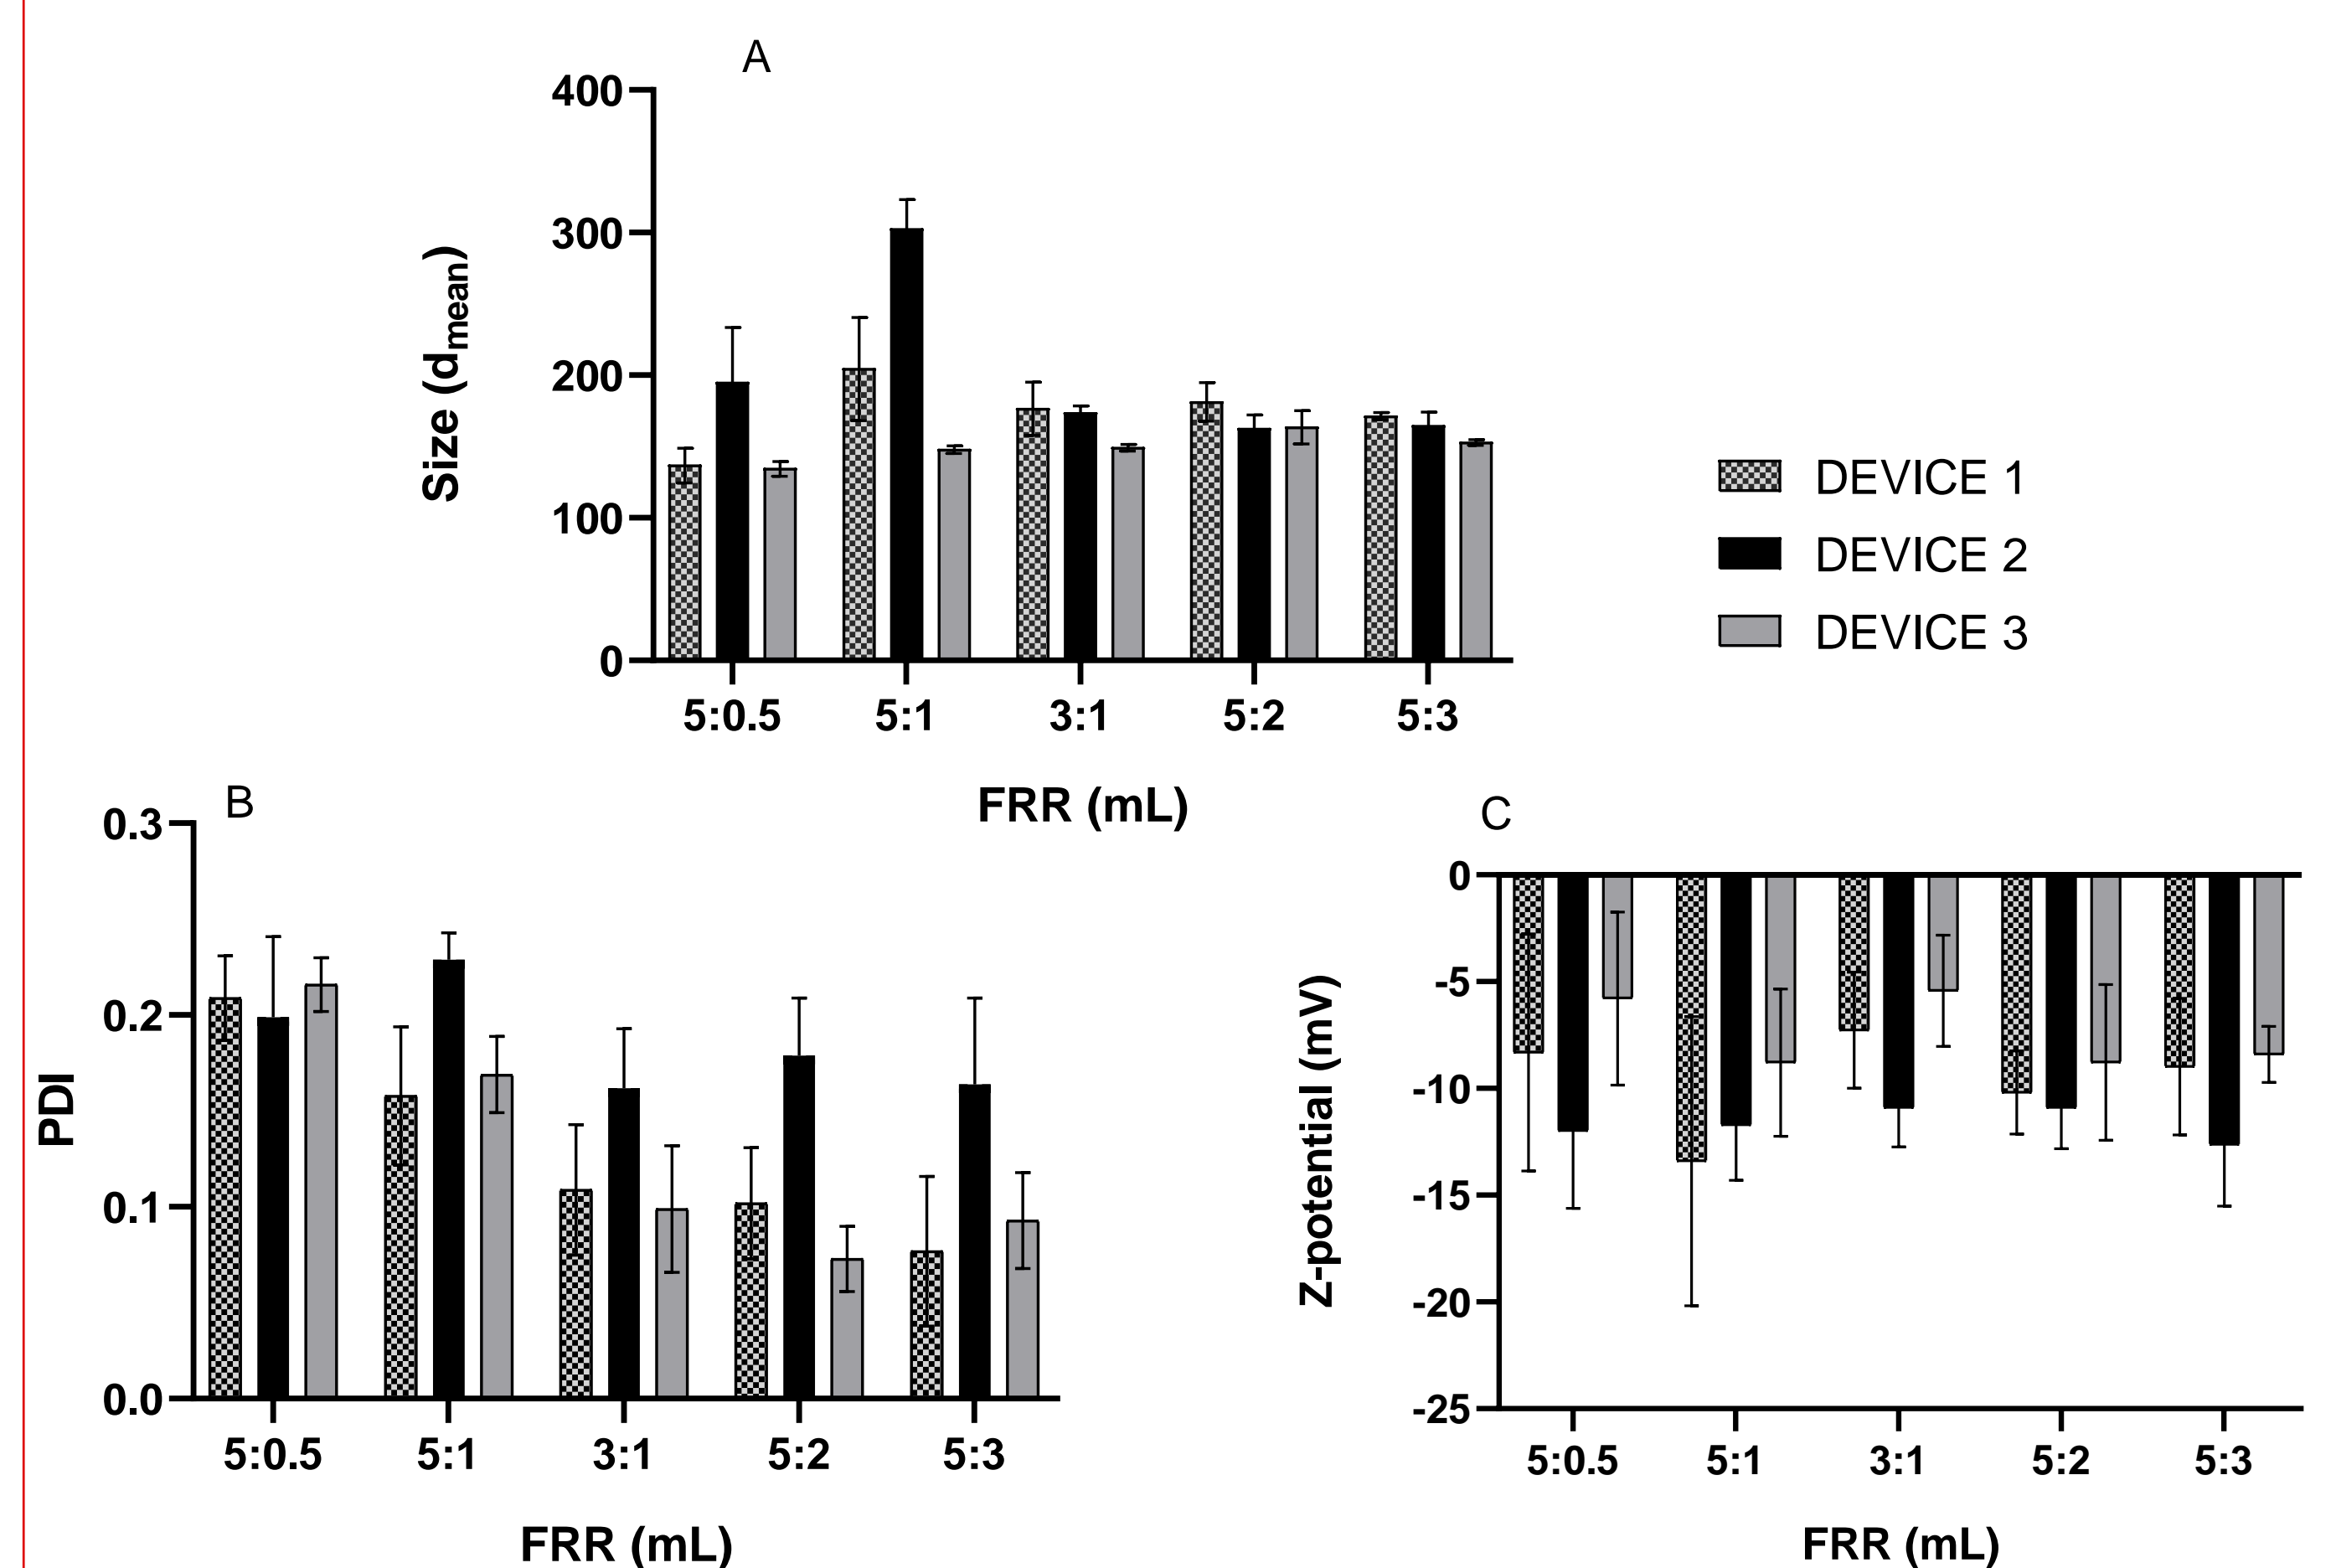 A
400
300
200
100
0
Size (dmean)
5:0.5 5:1 3:1 5:2 5:3
FRR (mL)
DEVICE 1
DEVICE 2
DEVICE 3
B
0.3
0.2
0.1
0.0
PDI
5:0.5 5:1 3:1 5:2 5:3
FRR (mL)
C
0
-5
-10
-15
-20
-25
Z-potential (mV)
5:0.5 5:1 3:1 5:2 5:3
FRR (mL)